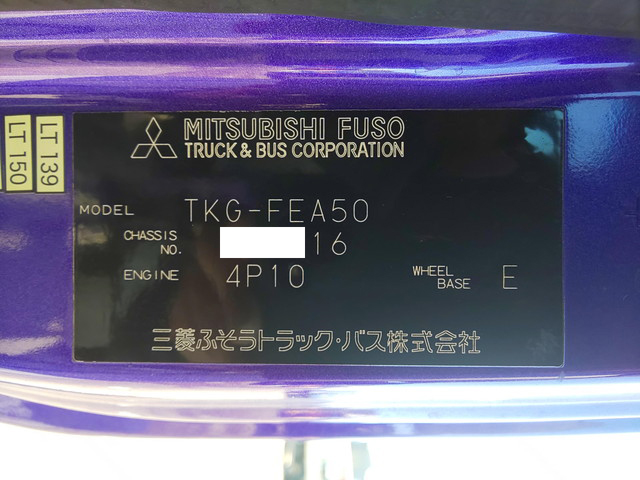 LT 139
LT 150
MITSUBISHI FUSO
TRUCK & BUS CORPORATION
MODEL TKG-FEA50
CHASSIS NO. 16
ENGINE 4P10 WHEEL BASE E
三菱ふそうトラック・バス株式会社